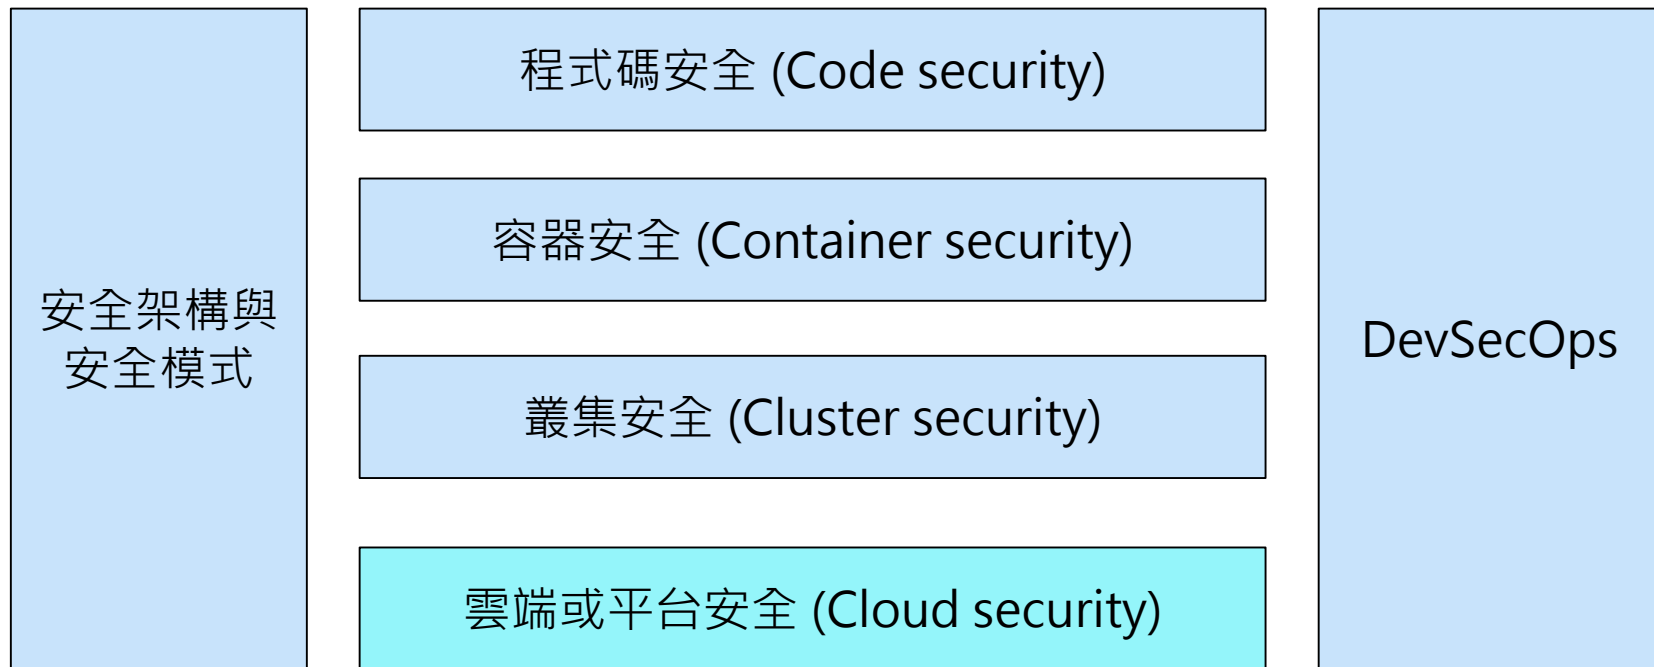 安全架構與
安全模式
程式碼安全 (Code security)
容器安全 (Container security)
叢集安全 (Cluster security)
雲端或平台安全 (Cloud security)
DevSecOps